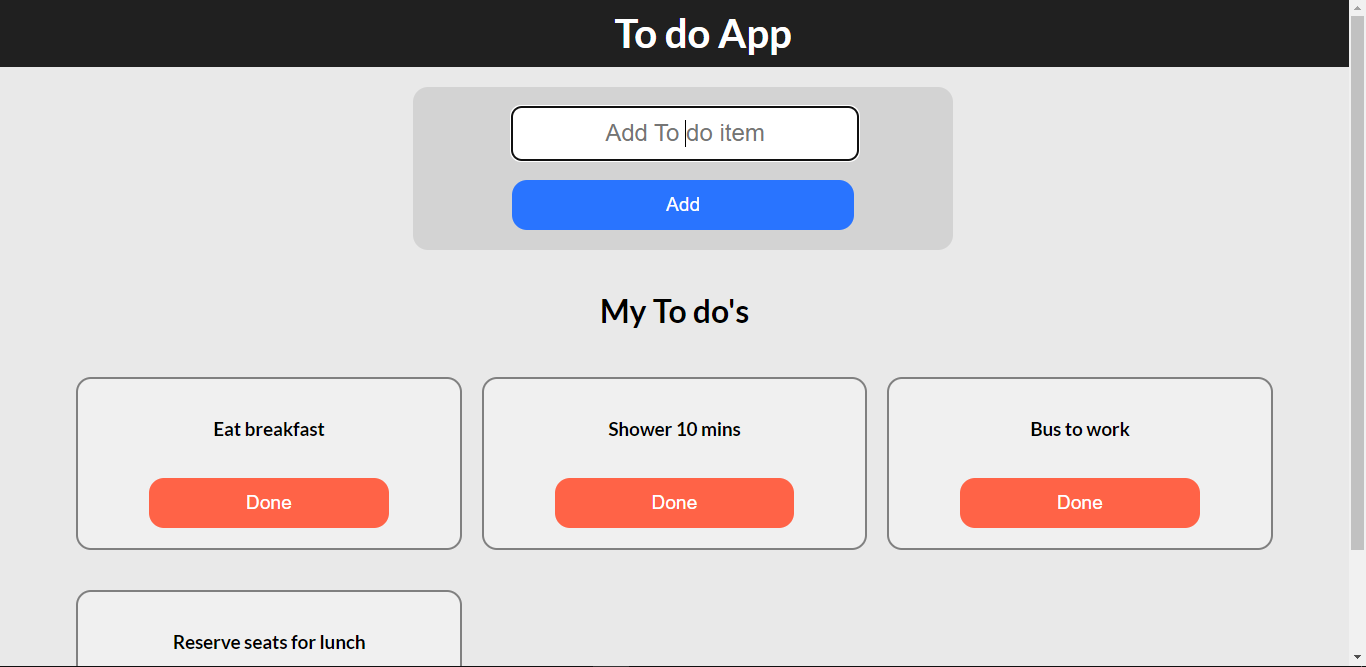 To do App
Add To do item
Add
My To do's
Eat breakfast
Shower 10 mins
Bus to work
Done
Done
Done
Reserve seats for lunch